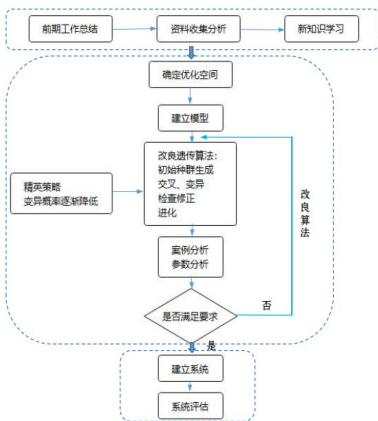 前期工作总结
资料收集分析
新知识学习
确定优化空间
建立模型
改良遗传算法：
初始种群生成
交叉、变异
检查修正
进化
精英策略
变异概率逐渐降低
改良算法
案例分析
参数分析
是否满足要求
否
是
建立系统
系统评估